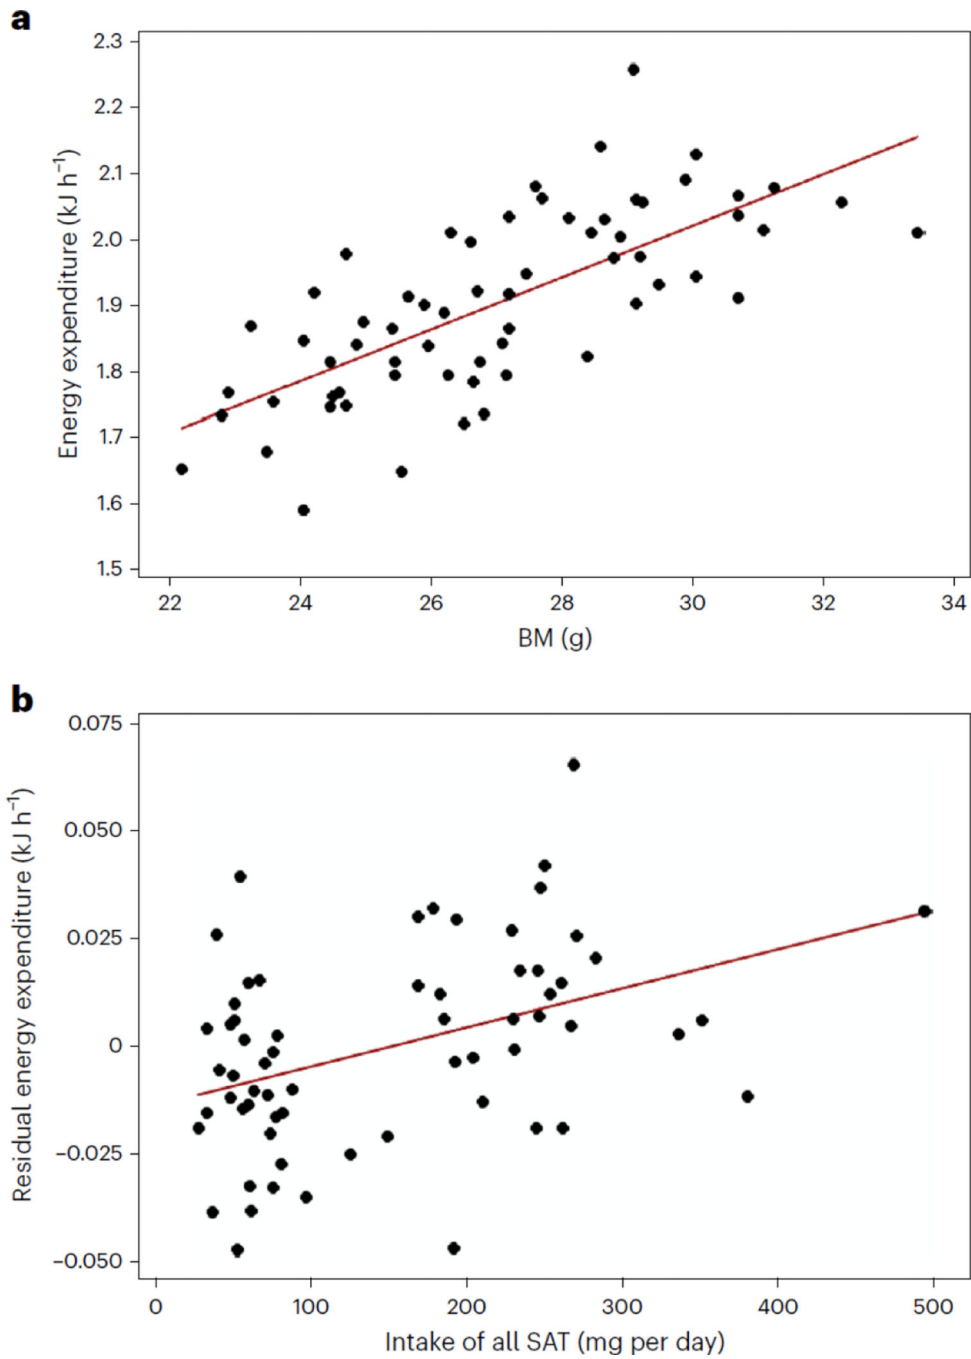 a
2.3
2.2
2.1
2.0
1.9
1.8
1.7
1.6
1.5
Energy expenditure (kJ h⁻¹)
22 24 26 28 30 32 34
BM (g)
b
0.075
0.050
0.025
0
−0.025
−0.050
Residual energy expenditure (kJ h⁻¹)
0 100 200 300 400 500
Intake of all SAT (mg per day)